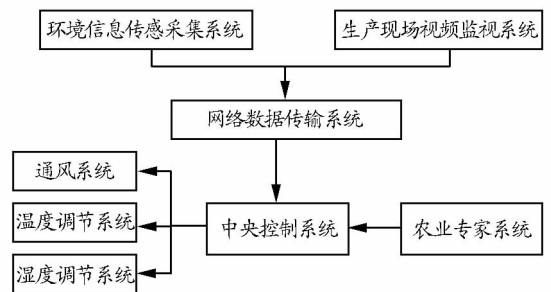 环境信息传感采集系统
生产现场视频监视系统
网络数据传输系统
通风系统
温度调节系统
中央控制系统
农业专家系统
湿度调节系统